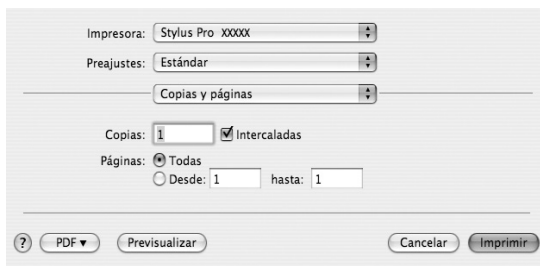 Impresora: Stylus Pro XXXXX
Preajustes: Estándar
Copias y páginas
Copias: 1 Intercaladas
Páginas: Todas
Desde: 1 hasta: 1
? PDF Previsualizar Cancelar Imprimir